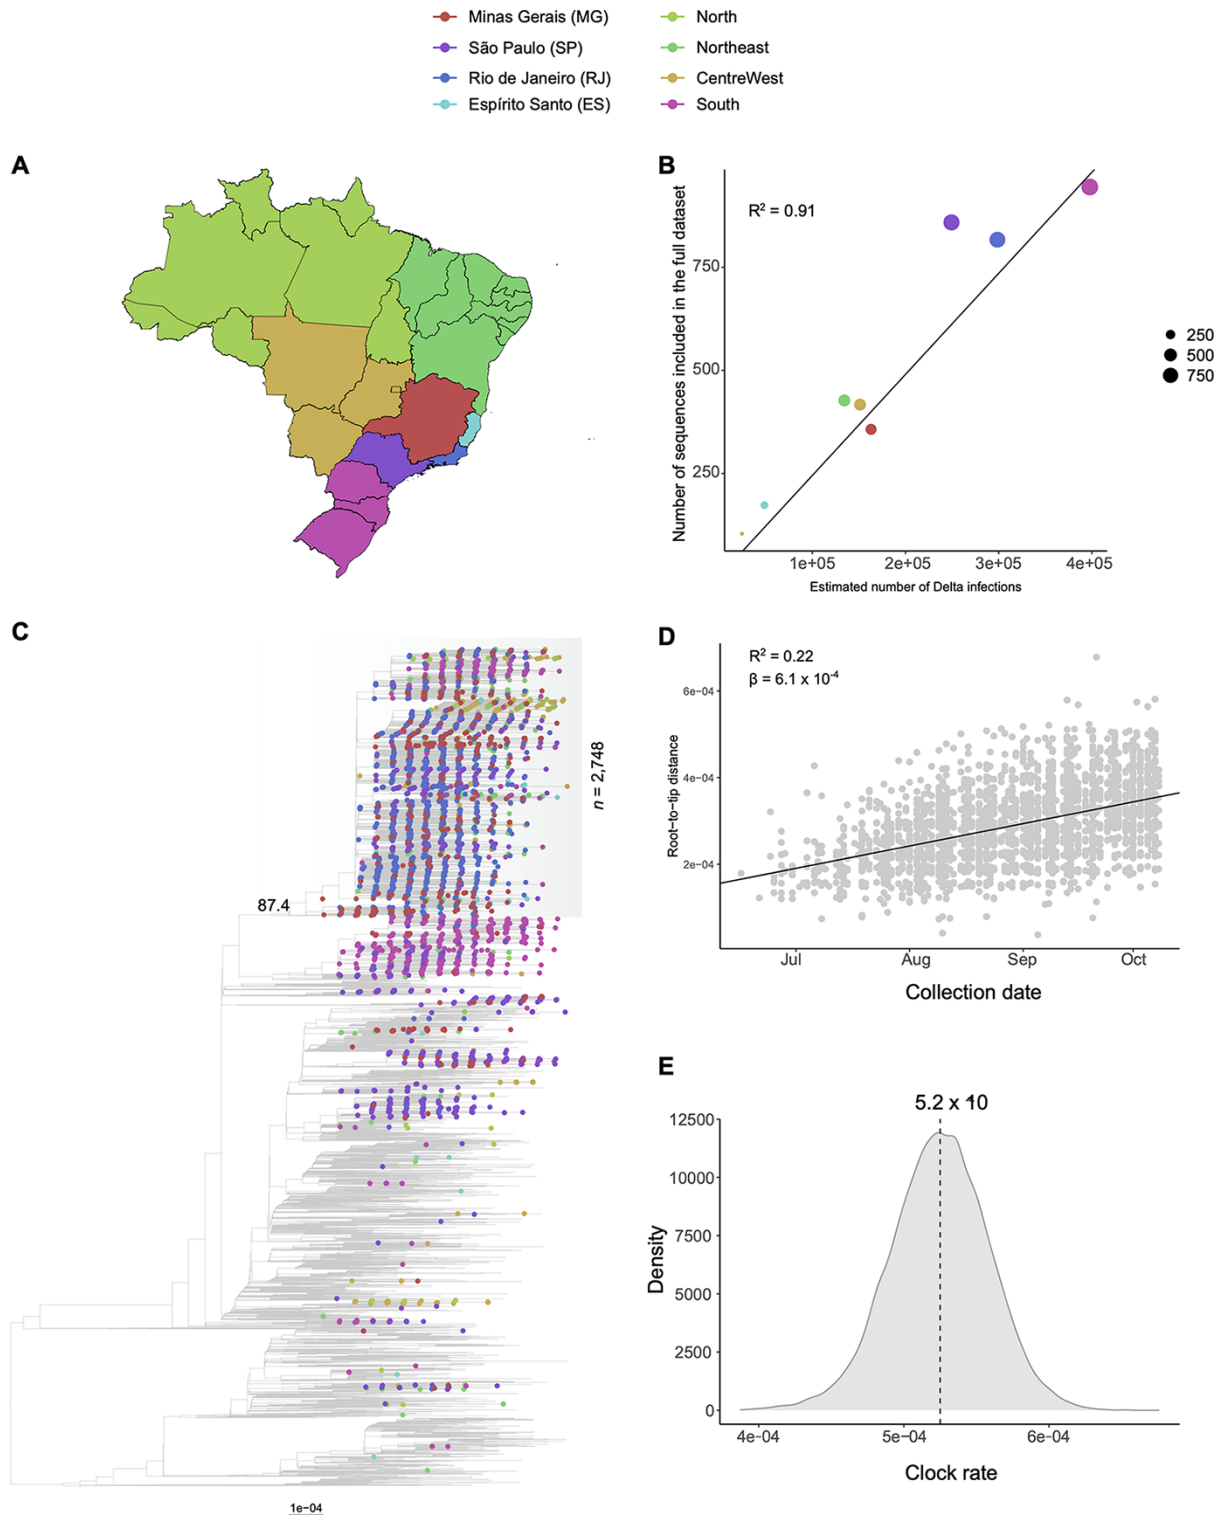 Minas Gerais (MG)
São Paulo (SP)
Rio de Janeiro (RJ)
Espírito Santo (ES)
North
Northeast
CentreWest
South
A
B
R² = 0.91
Number of sequences included in the full dataset
750
500
250
1e+05
2e+05
3e+05
4e+05
Estimated number of Delta infections
250
500
750
C
n = 2,748
87.4
1e−04
D
R² = 0.22
β = 6.1 x 10⁻⁴
Root−to−tip distance
6e−04
4e−04
2e−04
Jul
Aug
Sep
Oct
Collection date
E
5.2 x 10
Density
12500
10000
7500
5000
2500
0
4e−04
5e−04
6e−04
Clock rate